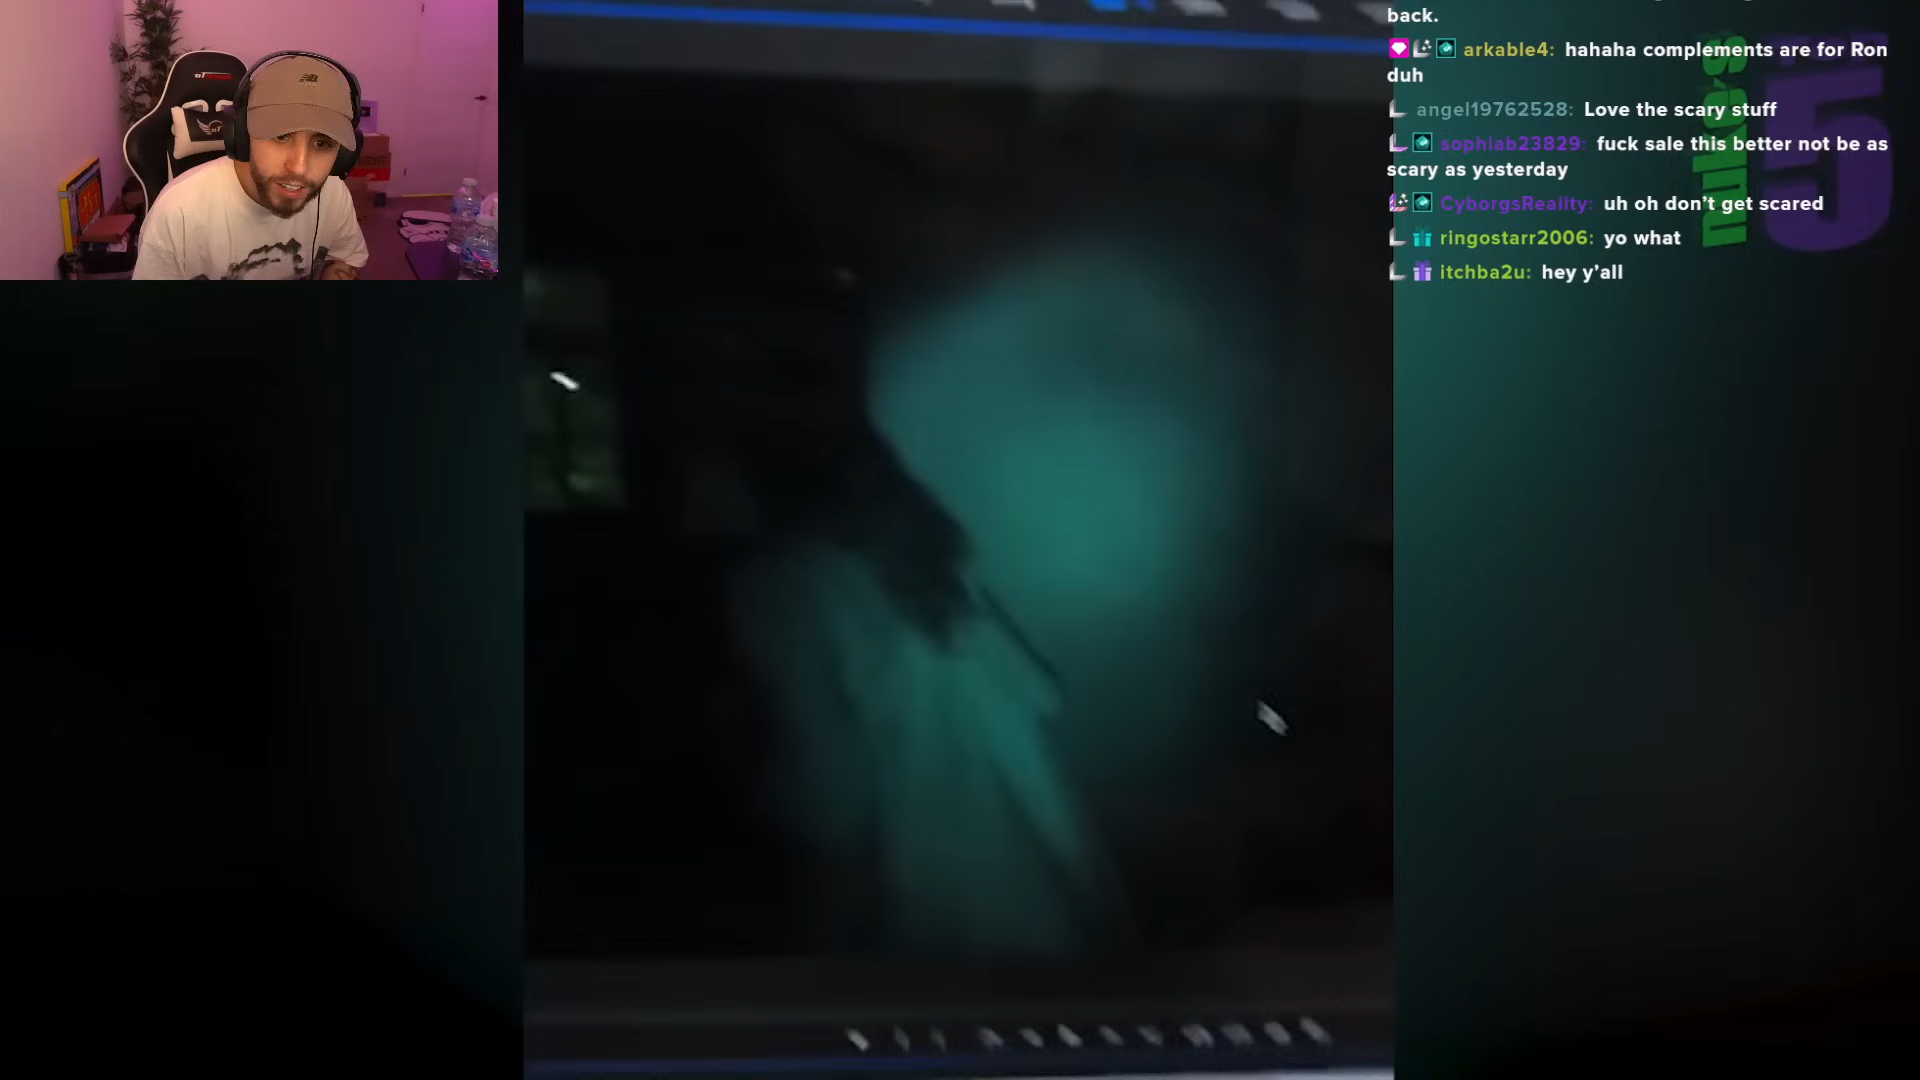 back.
arkable4: hahaha complements are for Ron
duh
angel19762528: Love the scary stuff
sophlab23829: fuck sale this better not be as
scary as yesterday
CyborgsReality: uh oh don't get scared
ringostarr2006: yo what
itchba2u: hey y'all
5